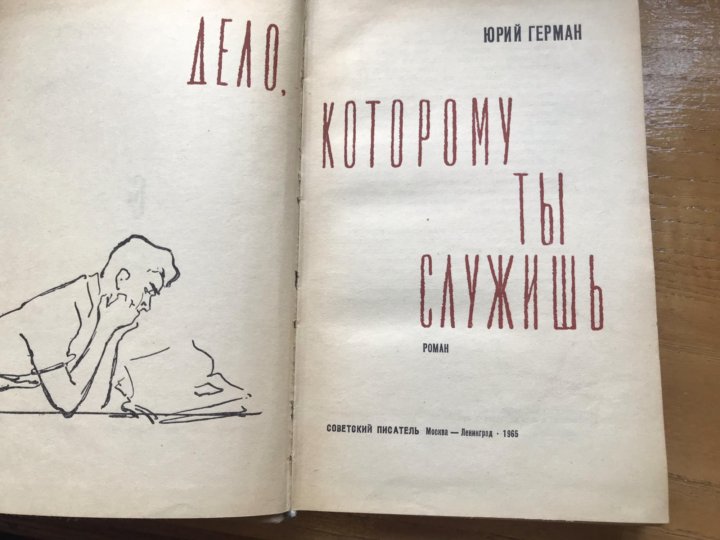 ЮРИЙ ГЕРМАН
ДЕЛО,
КОТОРОМУ
ТЫ
СЛУЖИШЬ
РОМАН
СОВЕТСКИЙ ПИСАТЕЛЬ Москва — Ленинград · 1965